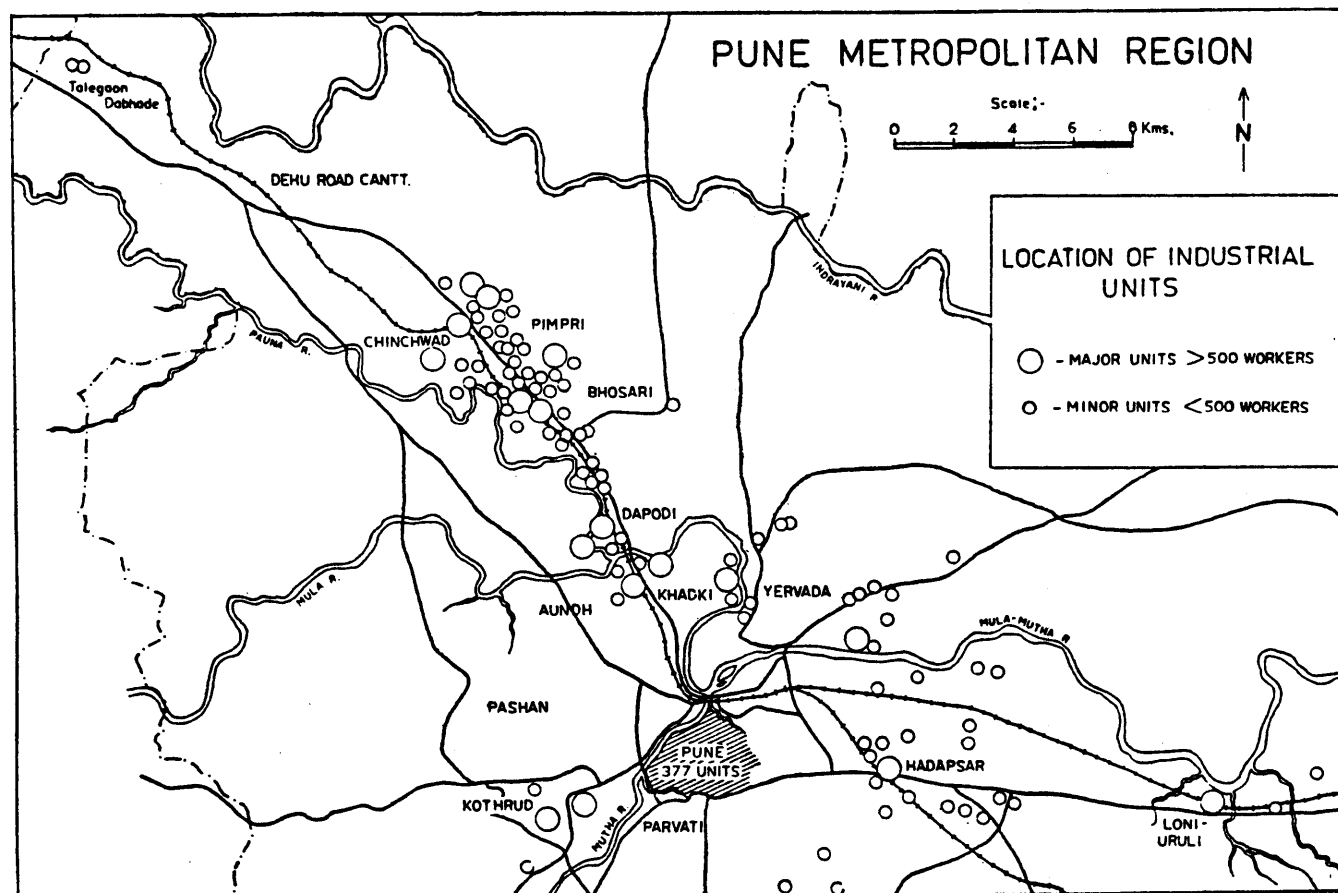 PUNE METROPOLITAN REGION
Scale:-
0 2 4 6 8 Kms.
N
Talegaon
Dabhade
DEHU ROAD CANTT.
LOCATION OF INDUSTRIAL
UNITS
- MAJOR UNITS >500 WORKERS
- MINOR UNITS <500 WORKERS
INDRAYANI R.
PAUNA R.
CHINCHWAD
PIMPRI
BHOSARI
DAPODI
MULA R.
AUNDH
KHADKI
YERVADA
MULA-MUTHA R.
PASHAN
PUNE
377 UNITS
HADAPSAR
KOTHRUD
MUTHA R.
PARVATI
LONI-
URULI